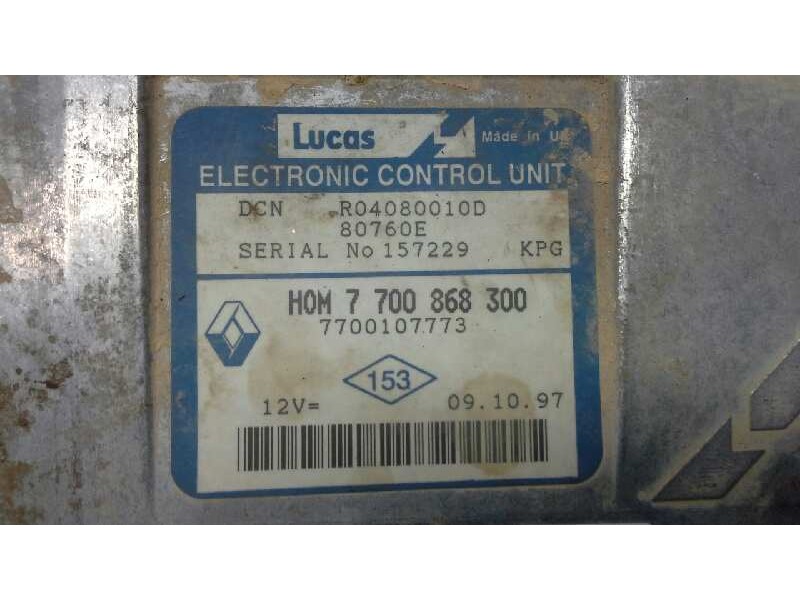 Lucas
Made in U
ELECTRONIC CONTROL UNIT
DCN R04080010D
80760E
SERIAL No 157229 KPG
HOM 7 700 868 300
7700107773
153
12V= 09.10.97